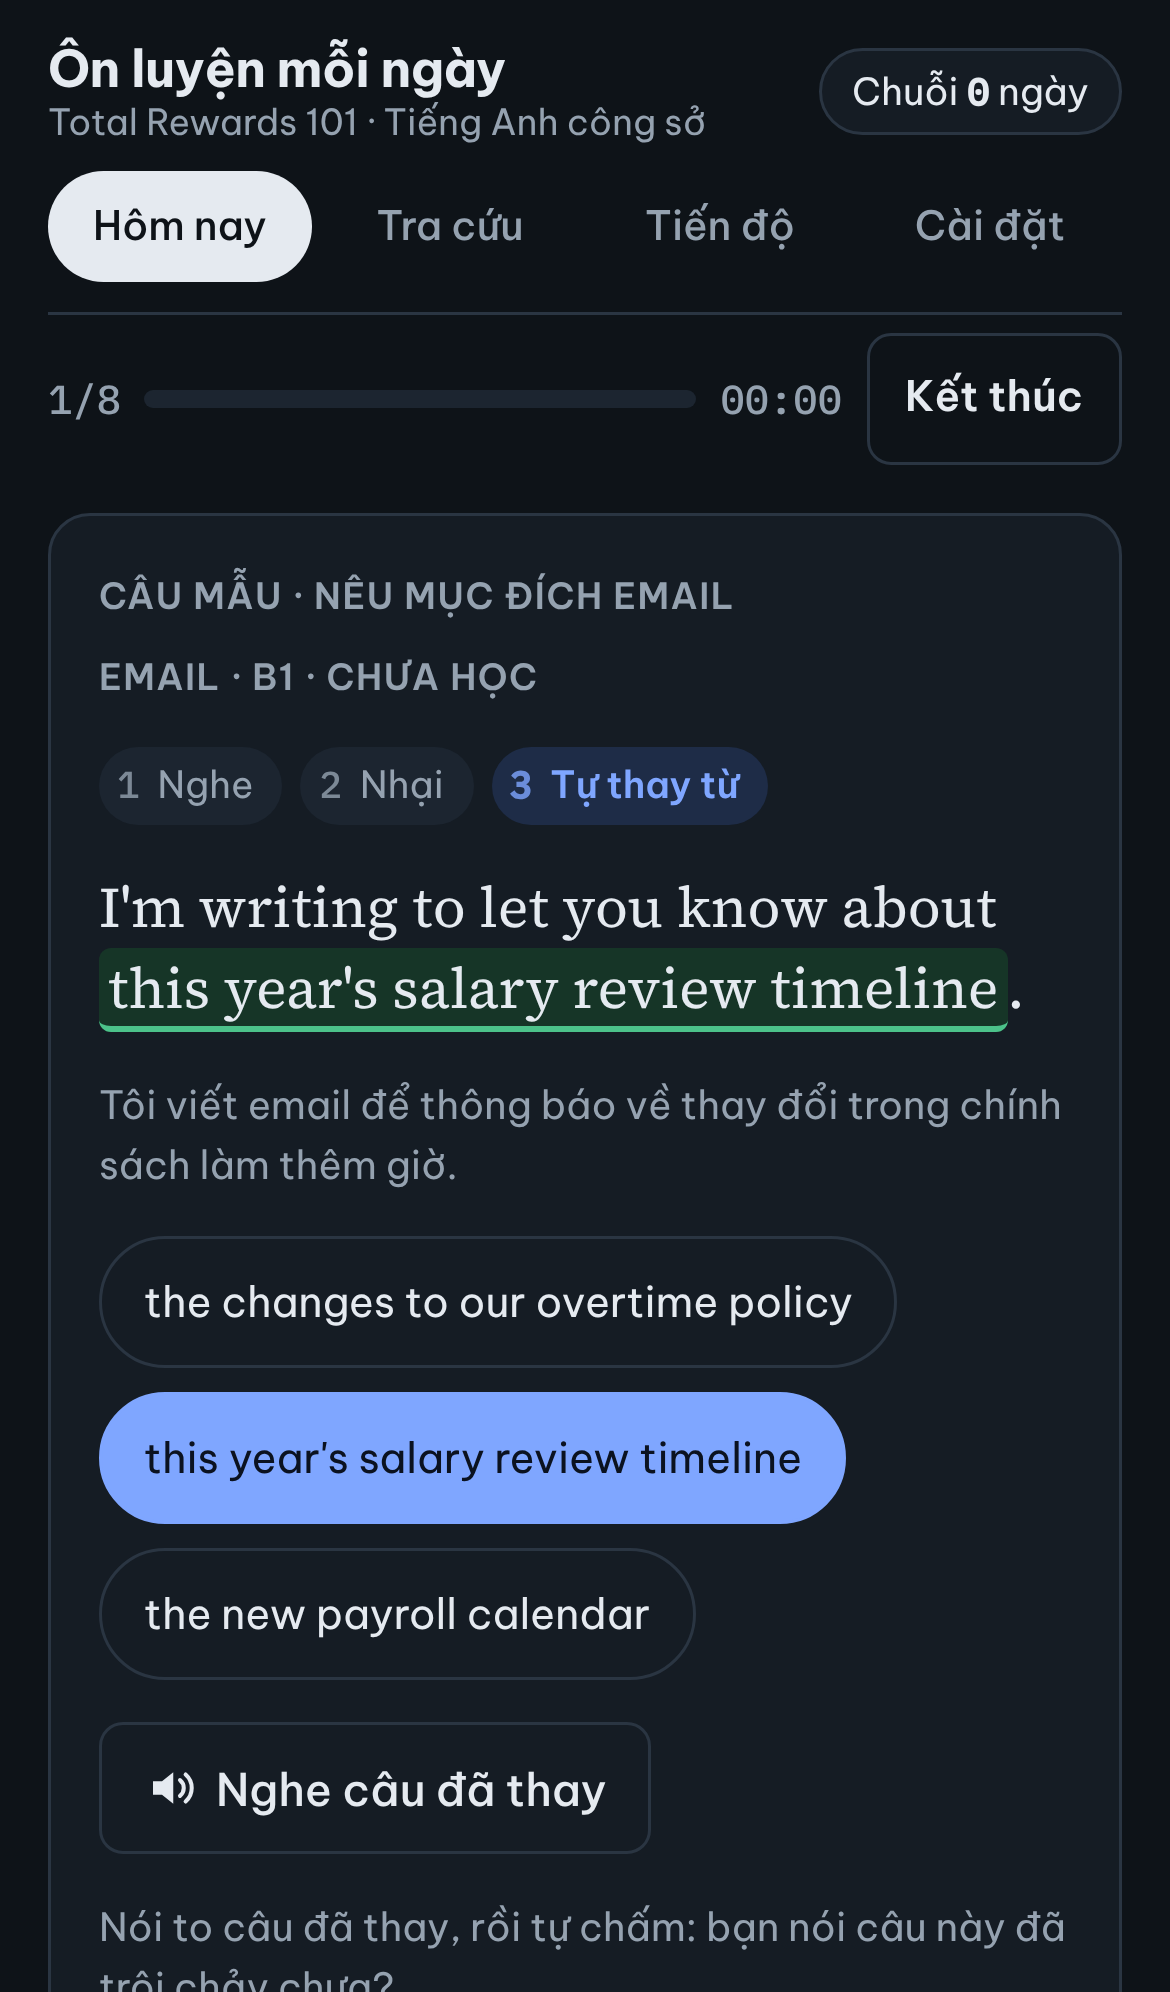 Ôn luyện mỗi ngày
Total Rewards 101 · Tiếng Anh công sở
Chuỗi 0 ngày
Hôm nay
Tra cứu
Tiến độ
Cài đặt
1/8
00:00
Kết thúc
CÂU MẪU · NÊU MỤC ĐÍCH EMAIL
EMAIL · B1 · CHƯA HỌC
1 Nghe
2 Nhại
3 Tự thay từ
I'm writing to let you know about
this year's salary review timeline.
Tôi viết email để thông báo về thay đổi trong chính
sách làm thêm giờ.
the changes to our overtime policy
this year's salary review timeline
the new payroll calendar
Nghe câu đã thay
Nói to câu đã thay, rồi tự chấm: bạn nói câu này đã
trôi chảy chưa?